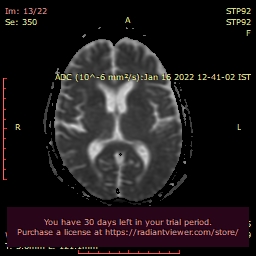 Im: 13/22
Se: 350
A
STP92
STP92
F
ADC (10^-6 mm²/s):Jan 16 2022 12-41-02 IST
R
L
You have 30 days left in your trial period.
Purchase a license at https://radiantviewer.com/store/